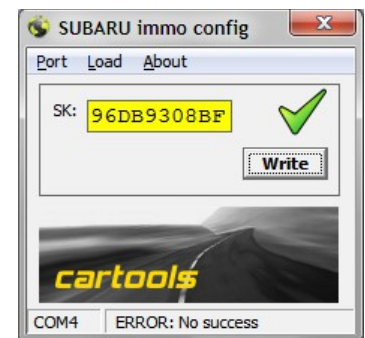 SUBARU immo config
Port Load About
SK: 96DB9308BF
Write
cartools
COM4 ERROR: No success